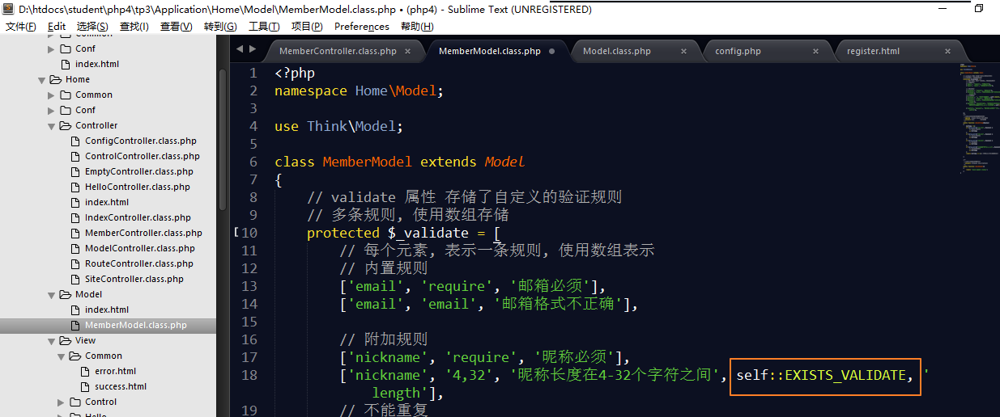 D:\htdocs\student\php4\tp3\Application\Home\Model\MemberModel.class.php • (php4) - Sublime Text (UNREGISTERED)
文件(F) Edit 选择(S) 查找(I) 查看(V) 转到(G) 工具(T) 项目(P) Preferences 帮助(H)
MemberController.class.php × MemberModel.class.php Model.class.php × config.php × register.html ×
Common
Conf
index.html
Home
Common
Conf
Controller
ConfigController.class.php
ControlController.class.php
EmptyController.class.php
HelloController.class.php
index.html
IndexController.class.php
MemberController.class.php
ModelController.class.php
RouteController.class.php
SiteController.class.php
Model
index.html
MemberModel.class.php
View
Common
error.html
success.html
Control
Hello
1 <?php
2 namespace Home\Model;
3
4 use Think\Model;
5
6 class MemberModel extends Model
7 {
8 // validate 属性 存储了自定义的验证规则
9 // 多条规则, 使用数组存储
10 protected $_validate = [
11 // 每个元素, 表示一条规则, 使用数组表示
12 // 内置规则
13 ['email', 'require', '邮箱必须'],
14 ['email', 'email', '邮箱格式不正确'],
15
16 // 附加规则
17 ['nickname', 'require', '昵称必须'],
18 ['nickname', '4,32', '昵称长度在4-32个字符之间', self::EXISTS_VALIDATE, '
length'],
19 // 不能重复